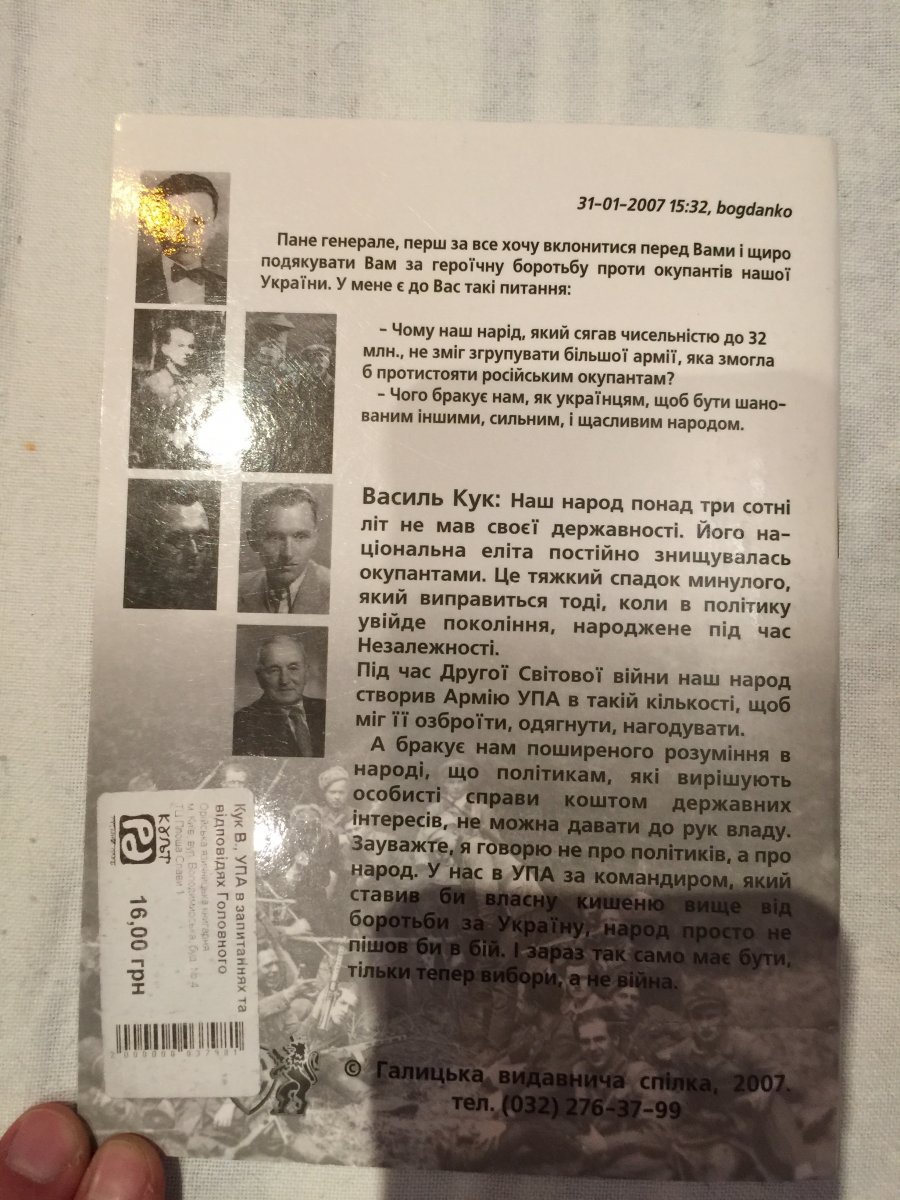 31-01-2007 15:32, bogdanko
Пане генерале, перш за все хочу вклонитися перед Вами і щиро
подякувати Вам за героїчну боротьбу проти окупантів нашої
України. У мене є до Вас такі питання:
– Чому наш нарід, який сягав чисельністю до 32
млн., не зміг згрупувати більшої армії, яка змогла
б протистояти російським окупантам?
– Чого бракує нам, як українцям, щоб бути шано-
ваним іншими, сильним, і щасливим народом.
Василь Кук: Наш народ понад три сотні
літ не мав своєї державності. Його на-
ціональна еліта постійно знищувалась
окупантами. Це тяжкий спадок минулого,
який виправиться тоді, коли в політику
увійде покоління, народжене під час
Незалежності.
Під час Другої Світової війни наш народ
створив Армію УПА в такій кількості, щоб
міг її озброїти, одягнути, нагодувати.
А бракує нам поширеного розуміння в
народі, що політикам, які вирішують
особисті справи коштом державних
інтересів, не можна давати до рук владу.
Зауважте, я говорю не про політиків, а про
народ. У нас в УПА за командиром, який
ставив би власну кишеню вище від
боротьби за Україну, народ просто не
пішов би в бій. І зараз так само має бути,
тільки тепер вибори, а не війна.
© Галицька видавнича спілка, 2007.
тел. (032) 276-37-99
Кук В., УПА в запитаннях та
відповідях Головного
м. Київ, вул. Володимирська, буд. № 4
культ
16,00 грн